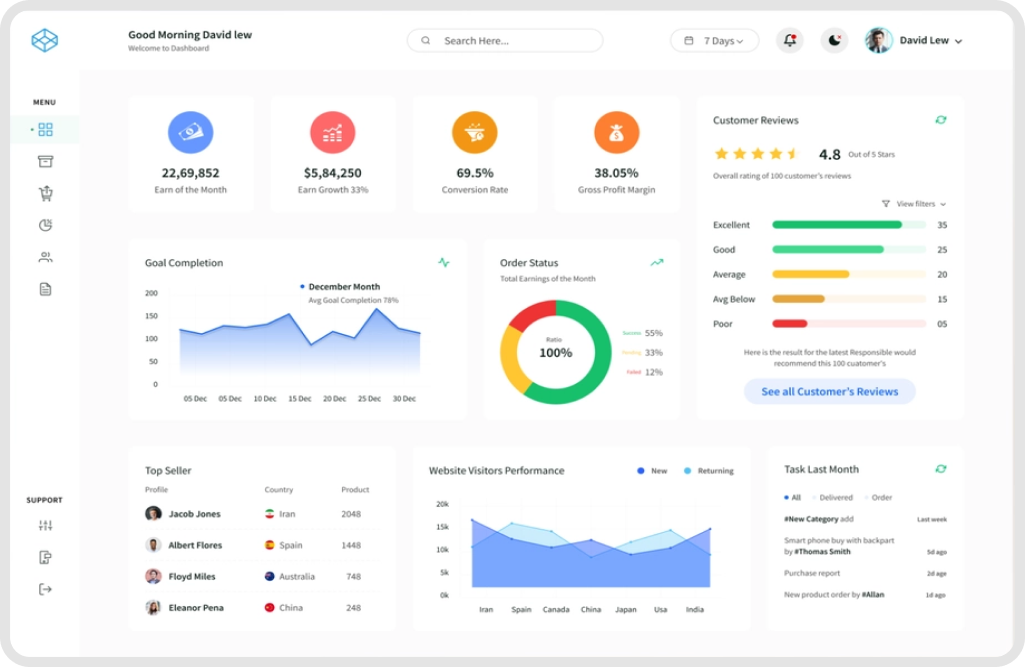 Good Morning David lew
Welcome to Dashboard
Search Here...
7 Days
David Lew
MENU
SUPPORT
22,69,852
Earn of the Month
$5,84,250
Earn Growth 33%
69.5%
Conversion Rate
38.05%
Gross Profit Margin
Customer Reviews
4.8 Out of 5 Stars
Overall rating of 100 customer's reviews
View filters
Excellent 35
Good 25
Average 20
Avg Below 15
Poor 05
Here is the result for the latest Responsible would
recommend this 100 cuatomer's
See all Customer's Reviews
Goal Completion
December Month
Avg Goal Completion 78%
200
150
100
50
0
05 Dec 05 Dec 10 Dec 15 Dec 20 Dec 25 Dec 30 Dec
Order Status
Total Earnings of the Month
Ratio
100%
Success 55%
Pending 33%
Failed 12%
Top Seller
Profile Country Product
Jacob Jones Iran 2048
Albert Flores Spain 1448
Floyd Miles Australia 748
Eleanor Pena China 248
Website Visitors Performance
New Returning
20k
15k
10k
5k
0k
Iran Spain Canada China Japan Usa India
Task Last Month
All Delivered Order
#New Category add Last week
Smart phone buy with backpart
by #Thomas Smith 5d ago
Purchase report 2d age
New product order by #Allan 1d ago